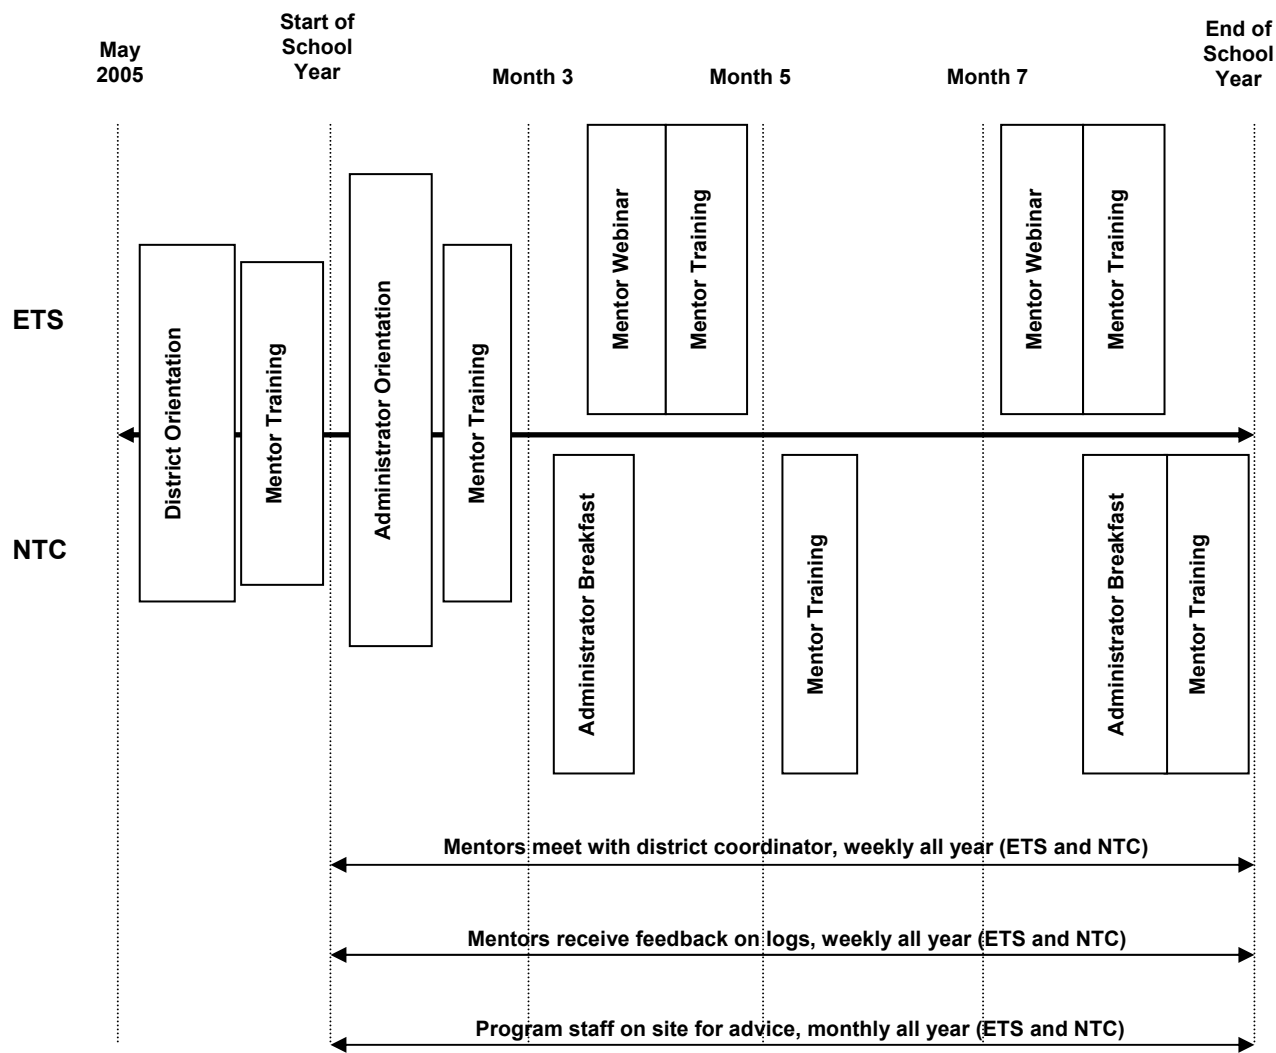 May
2005
Start of
School
Year
Month 3
Month 5
Month 7
End of
School
Year
ETS
NTC
District Orientation
Mentor Training
Administrator Orientation
Mentor Training
Mentor Webinar
Mentor Training
Mentor Webinar
Mentor Training
Administrator Breakfast
Mentor Training
Administrator Breakfast
Mentor Training
Mentors meet with district coordinator, weekly all year (ETS and NTC)
Mentors receive feedback on logs, weekly all year (ETS and NTC)
Program staff on site for advice, monthly all year (ETS and NTC)